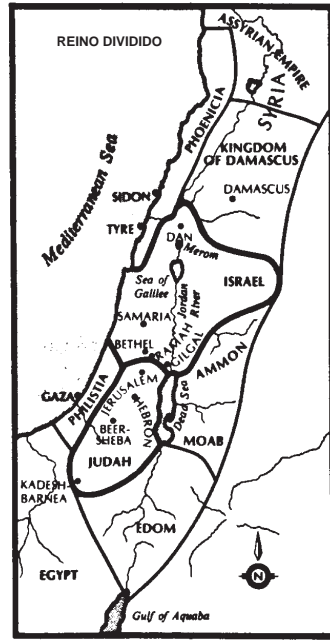 REINO DIVIDIDO
ASSYRIAN EMPIRE
SYRIA
PHOENICIA
KINGDOM
OF DAMASCUS
DAMASCUS
Mediterranean Sea
SIDON
TYRE
DAN
Merom
Sea of
Galilee
ISRAEL
Jordan
River
SAMARIA
BETHEL
RAMAH
GILGAL
AMMON
GAZA
PHILISTIA
JERUSALEM
HEBRON
Dead Sea
BEER-
SHEBA
MOAB
JUDAH
KADESH-
BARNEA
EDOM
EGYPT
N
Gulf of Aquaba